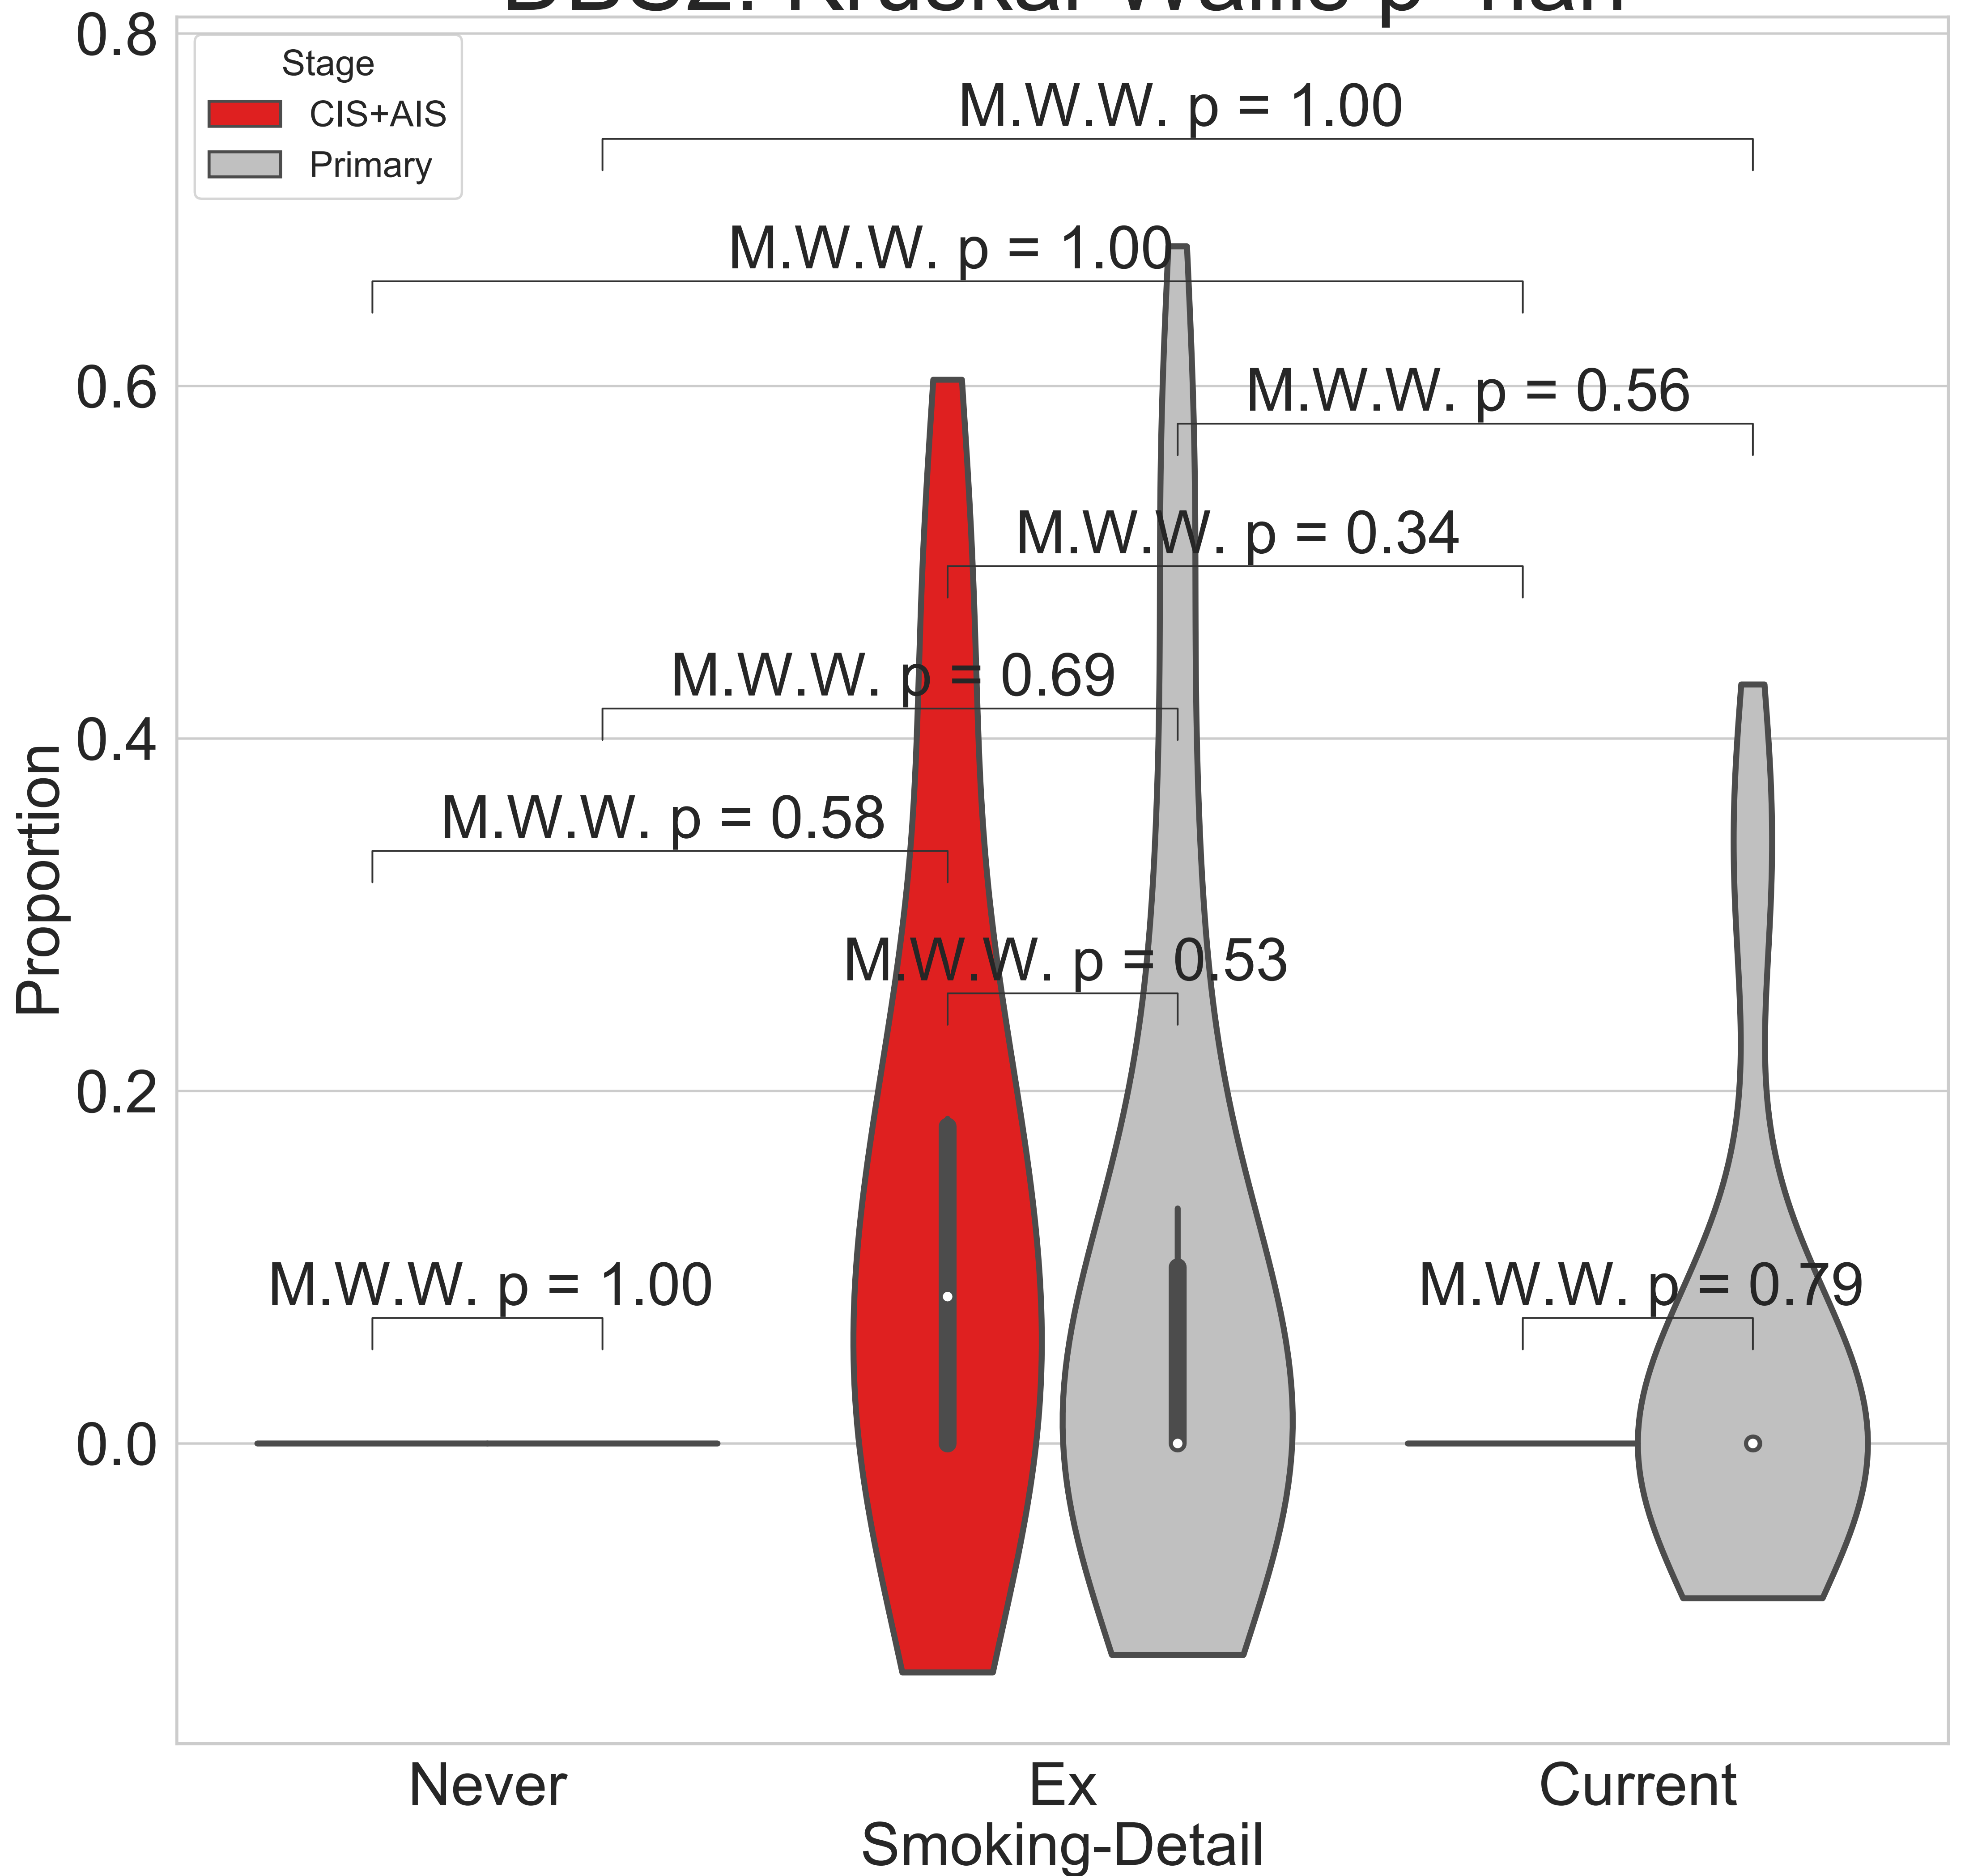 0.8
Stage
CIS+AIS
Primary
M.W.W. p = 1.00
M.W.W. p = 1.00
0.6
M.W.W. p = 0.56
M.W.W. p = 0.34
M.W.W. p = 0.69
0.4
M.W.W. p = 0.58
Proportion
M.W.W. p = 0.53
0.2
M.W.W. p = 1.00
M.W.W. p = 0.79
0.0
Never
Ex
Current
Smoking-Detail